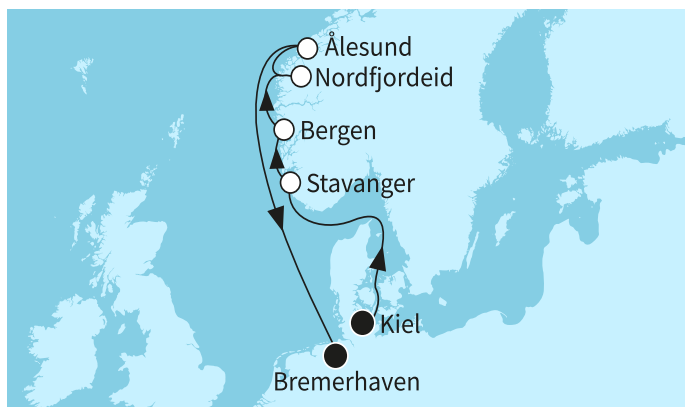 Ålesund
Nordfjordeid
Bergen
Stavanger
Kiel
Bremerhaven